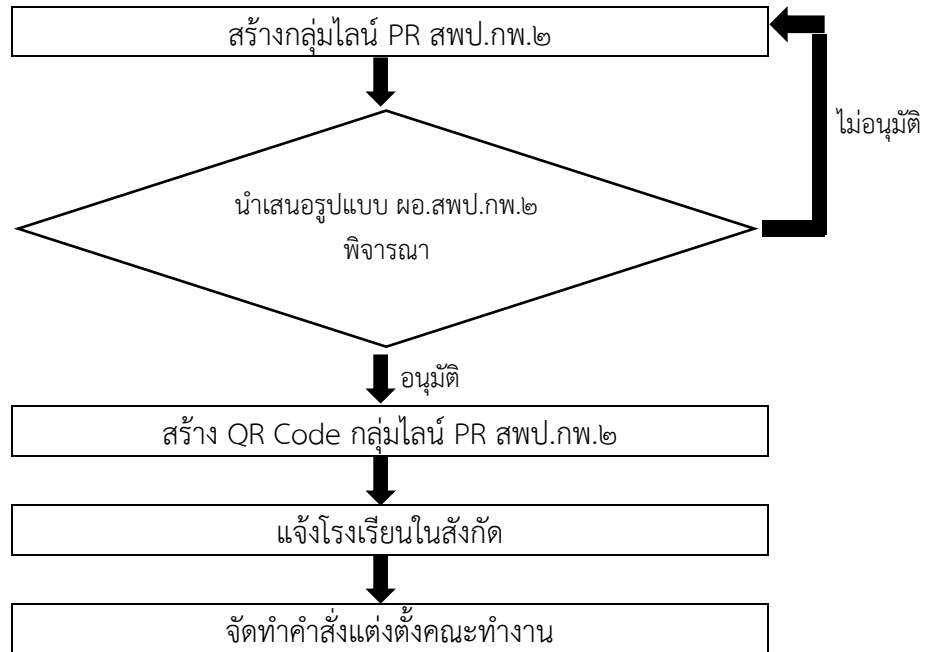 สร้างกลุ่มไลน์ PR สพป.กพ.๒
ไม่อนุมัติ
นำเสนอรูปแบบ ผอ.สพป.กพ.๒
พิจารณา
อนุมัติ
สร้าง QR Code กลุ่มไลน์ PR สพป.กพ.๒
แจ้งโรงเรียนในสังกัด
จัดทำคำสั่งแต่งตั้งคณะทำงาน